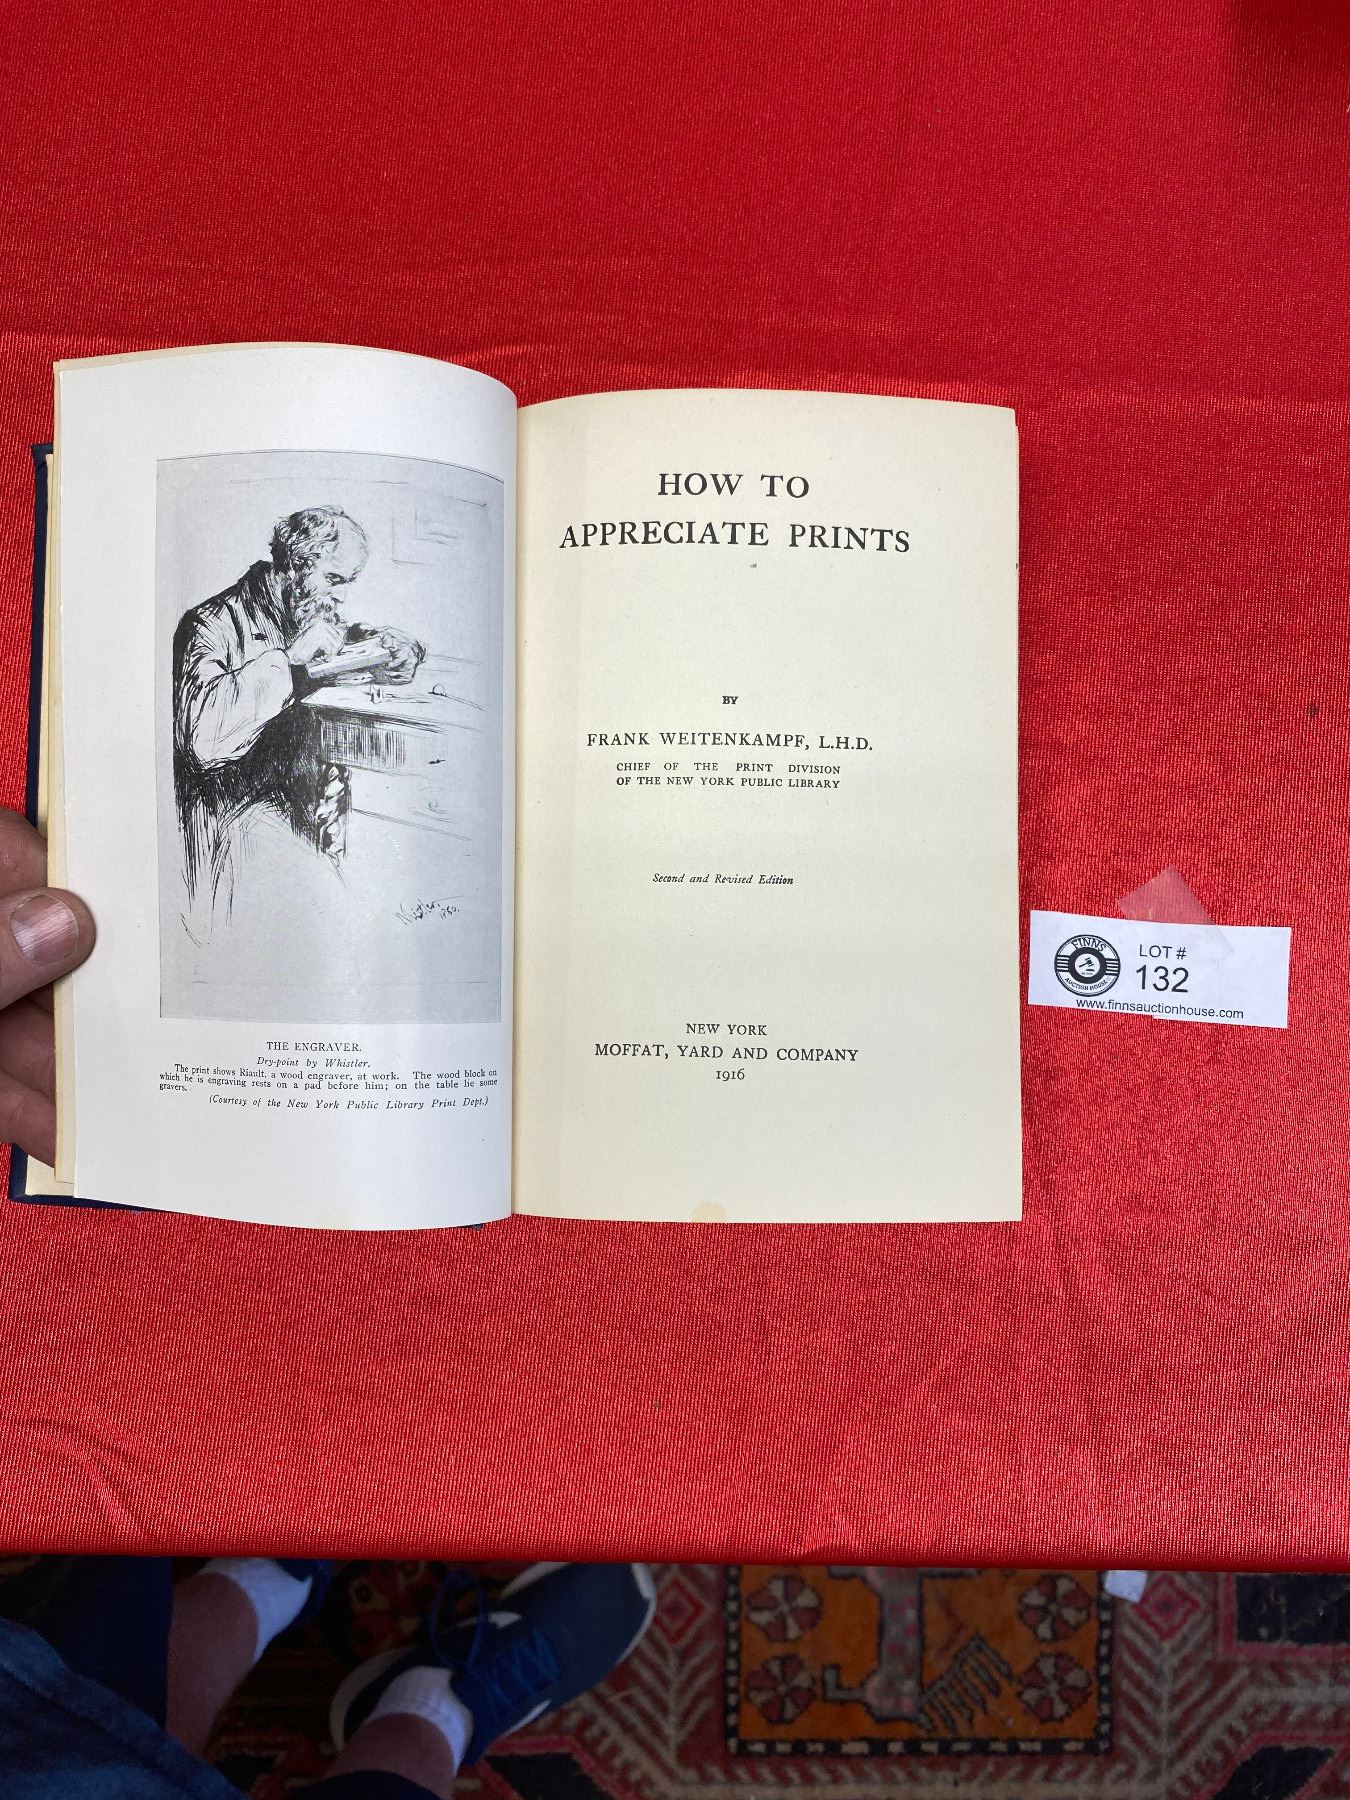 Whistler.
1860.
THE ENGRAVER.
Dry-point by Whistler.
The print shows Riault, a wood engraver, at work. The wood block on
which he is engraving rests on a pad before him; on the table lie some
gravers.
(Courtesy of the New York Public Library Print Dept.)
HOW TO
APPRECIATE PRINTS
BY
FRANK WEITENKAMPF, L.H.D.
CHIEF OF THE PRINT DIVISION
OF THE NEW YORK PUBLIC LIBRARY
Second and Revised Edition
NEW YORK
MOFFAT, YARD AND COMPANY
1916
FINNS
AUCTION HOUSE
LOT #
132
www.finnsauctionhouse.com